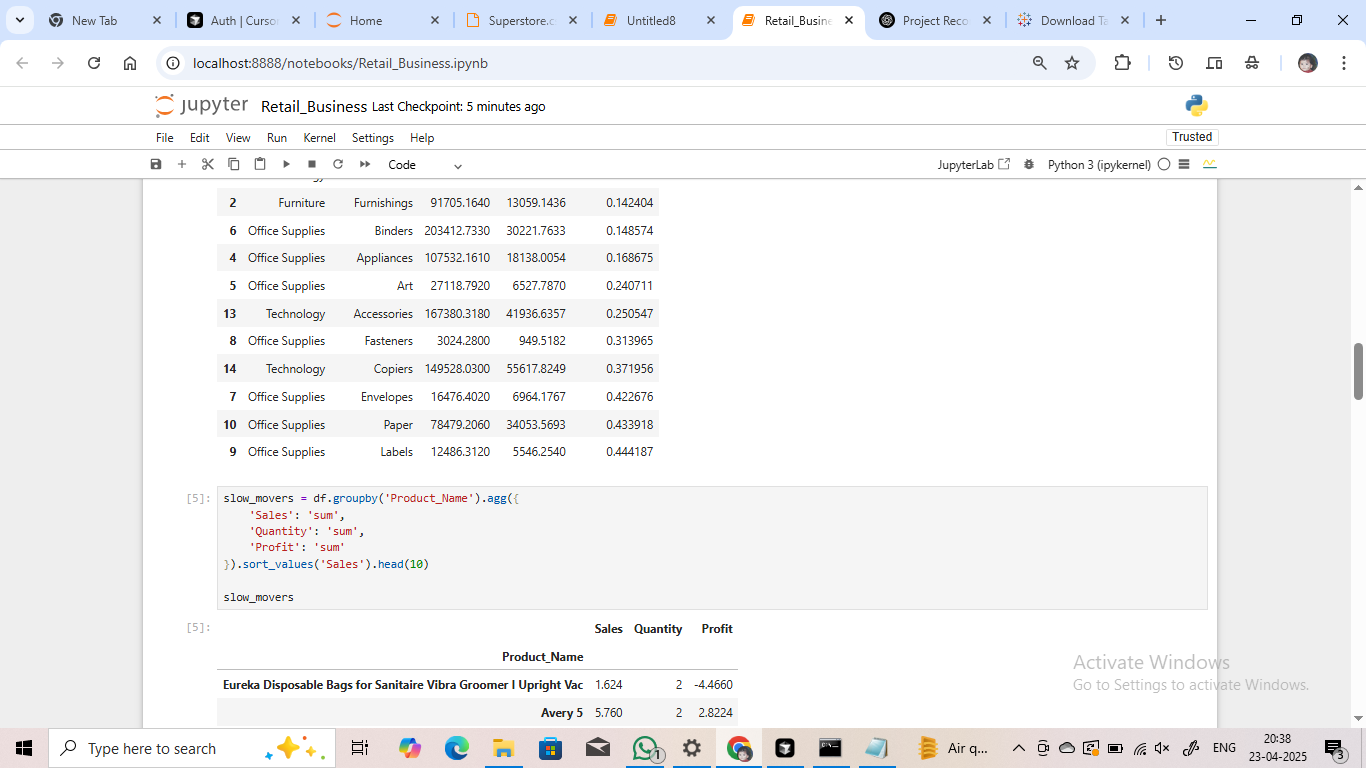 New Tab
Auth | Curso
Home
Superstore.c
Untitled8
Retail_Busine
Project Reco
Download Ta
localhost:8888/notebooks/Retail_Business.ipynb
jupyter Retail_Business Last Checkpoint: 5 minutes ago
File Edit View Run Kernel Settings Help Trusted
Code JupyterLab Python 3 (ipykernel)
2 Furniture Furnishings 91705.1640 13059.1436 0.142404
6 Office Supplies Binders 203412.7330 30221.7633 0.148574
4 Office Supplies Appliances 107532.1610 18138.0054 0.168675
5 Office Supplies Art 27118.7920 6527.7870 0.240711
13 Technology Accessories 167380.3180 41936.6357 0.250547
8 Office Supplies Fasteners 3024.2800 949.5182 0.313965
14 Technology Copiers 149528.0300 55617.8249 0.371956
7 Office Supplies Envelopes 16476.4020 6964.1767 0.422676
10 Office Supplies Paper 78479.2060 34053.5693 0.433918
9 Office Supplies Labels 12486.3120 5546.2540 0.444187
[5]: slow_movers = df.groupby('Product_Name').agg({
'Sales': 'sum',
'Quantity': 'sum',
'Profit': 'sum'
}).sort_values('Sales').head(10)
slow_movers
[5]: Sales Quantity Profit
Product_Name
Eureka Disposable Bags for Sanitaire Vibra Groomer I Upright Vac 1.624 2 -4.4660
Avery 5 5.760 2 2.8224
Activate Windows
Go to Settings to activate Windows.
Type here to search
1
Air q...
ENG
20:38
23-04-2025
3